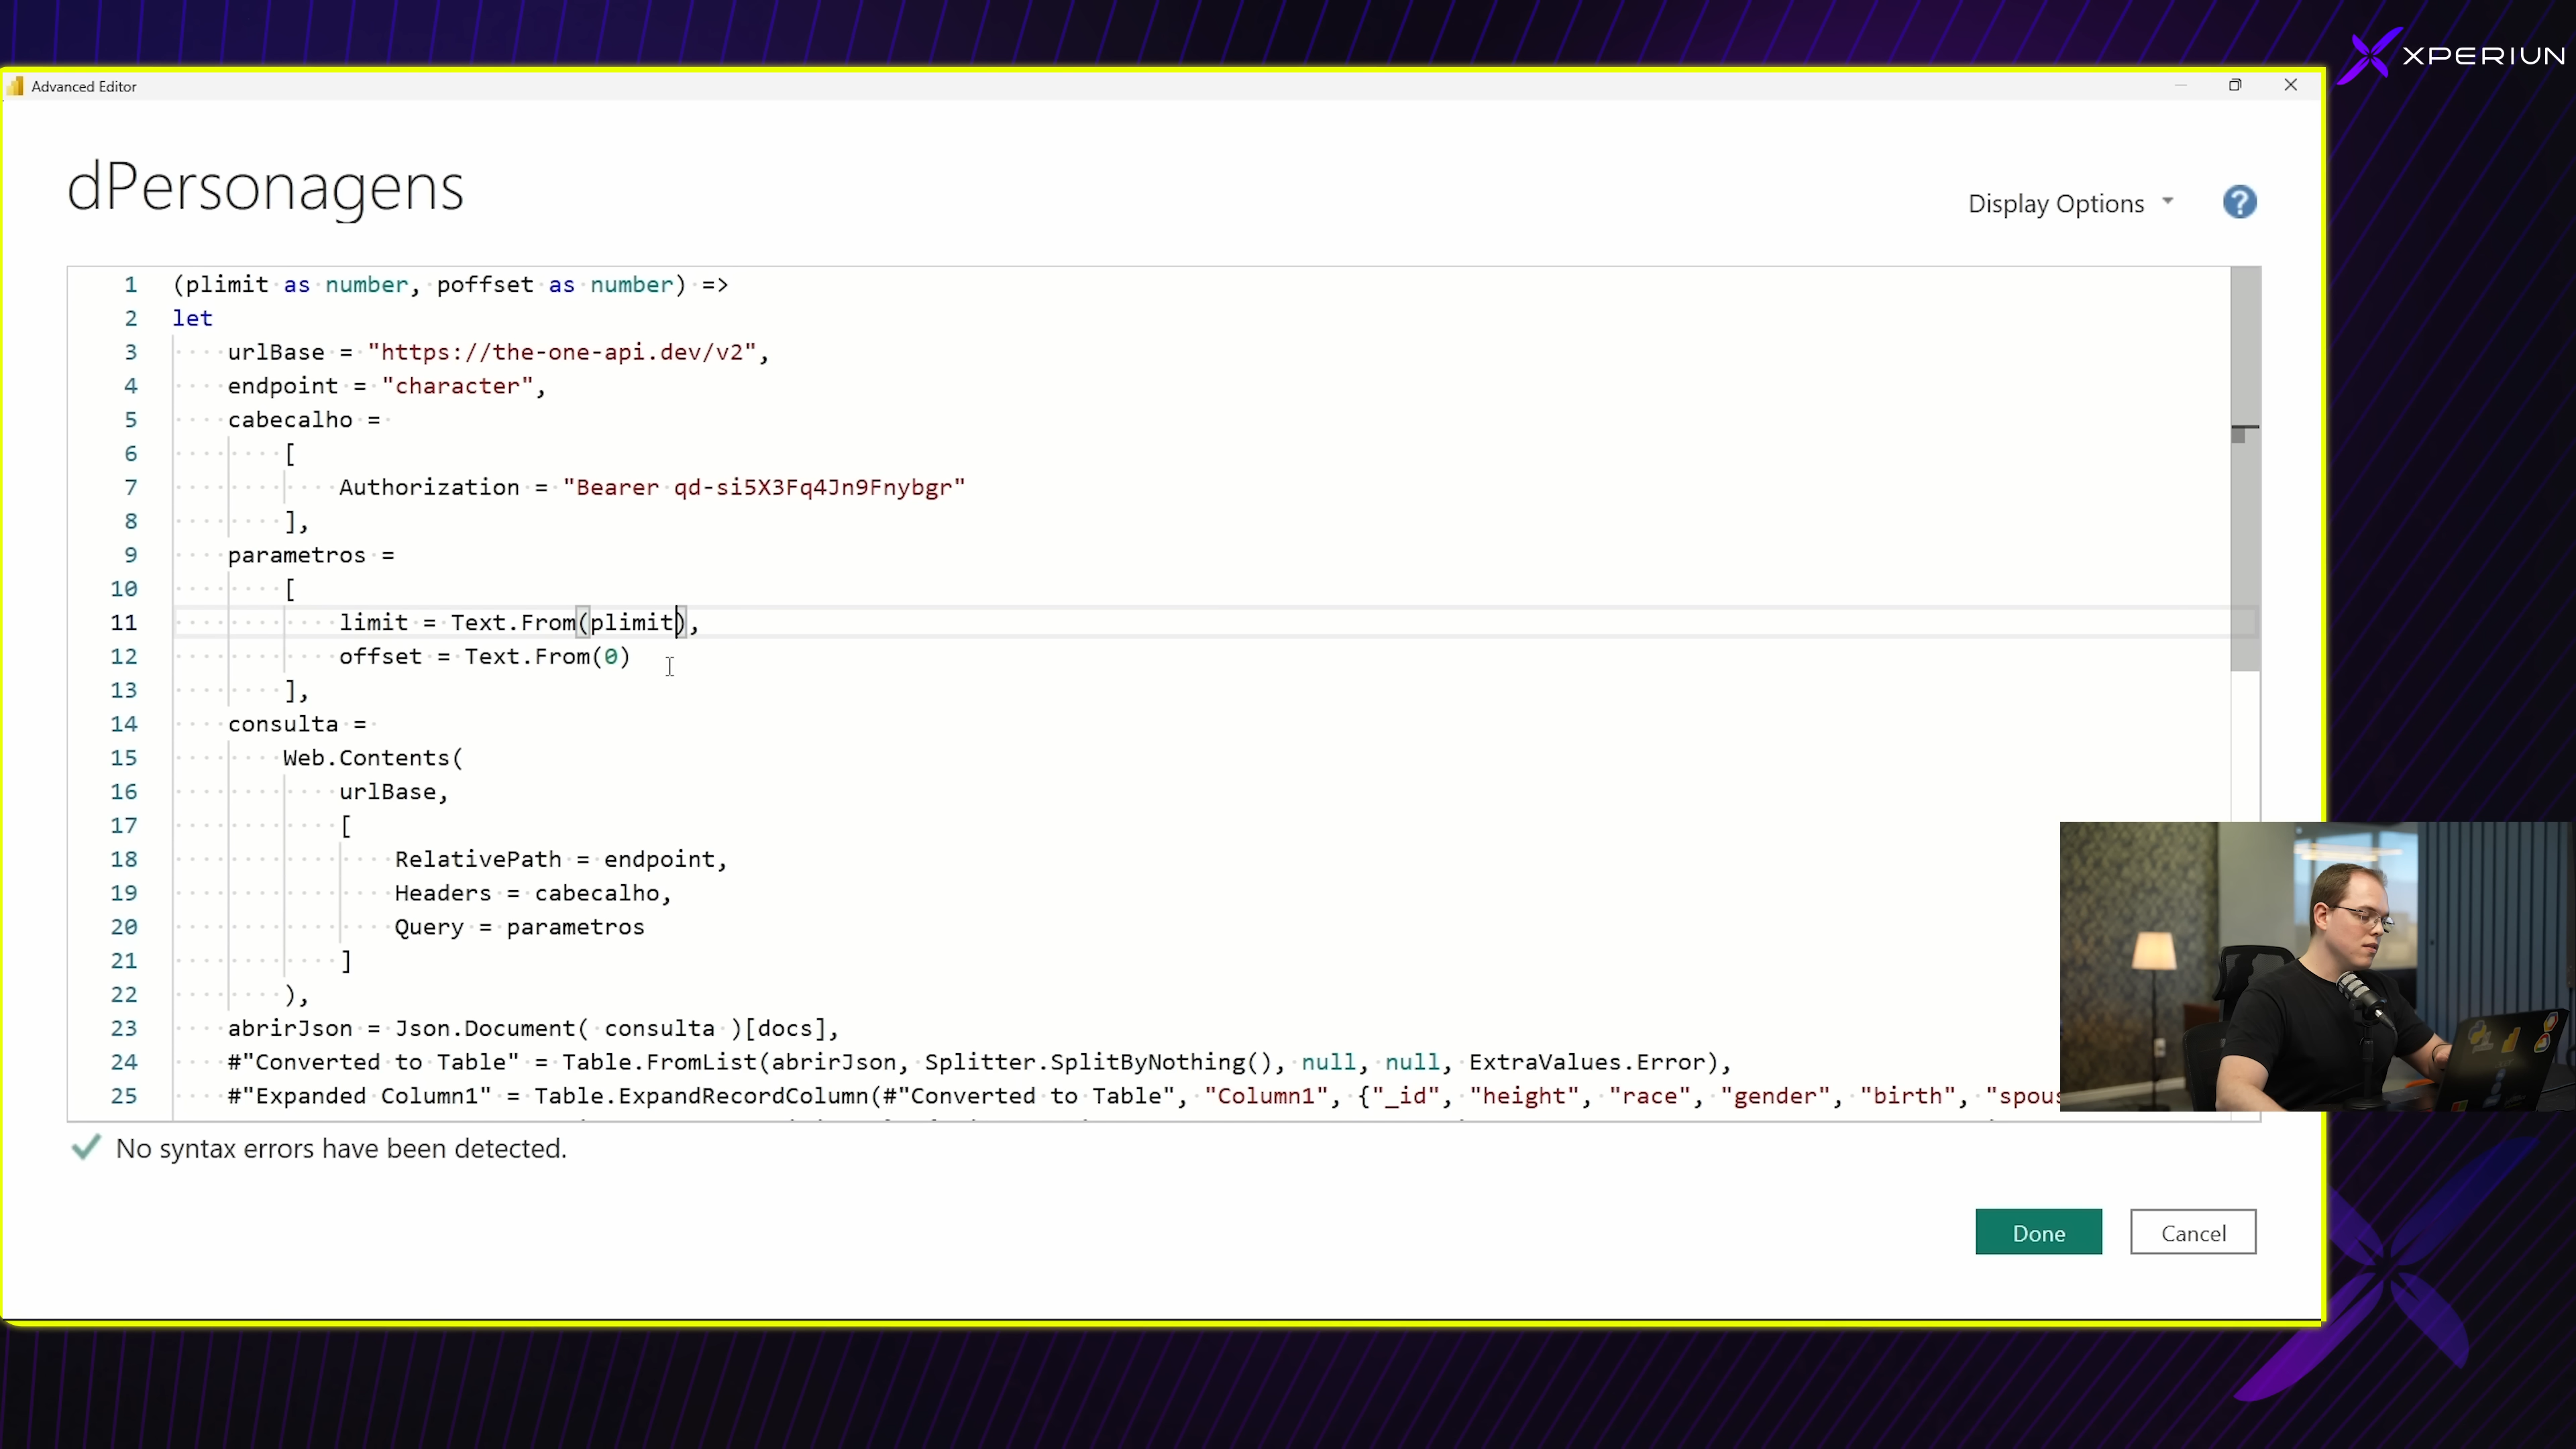 XPERIUN
Advanced Editor
dPersonagens
Display Options
?
1 (plimit as number, poffset as number) =>
2 let
3 urlBase = "https://the-one-api.dev/v2",
4 endpoint = "character",
5 cabecalho =
6 [
7 Authorization = "Bearer qd-si5X3Fq4Jn9Fnybgr"
8 ],
9 parametros =
10 [
11 limit = Text.From(plimit),
12 offset = Text.From(0)
13 ],
14 consulta =
15 Web.Contents(
16 urlBase,
17 [
18 RelativePath = endpoint,
19 Headers = cabecalho,
20 Query = parametros
21 ]
22 ),
23 abrirJson = Json.Document( consulta )[docs],
24 #"Converted to Table" = Table.FromList(abrirJson, Splitter.SplitByNothing(), null, null, ExtraValues.Error),
25 #"Expanded Column1" = Table.ExpandRecordColumn(#"Converted to Table", "Column1", {"_id", "height", "race", "gender", "birth", "spous
No syntax errors have been detected.
Done
Cancel